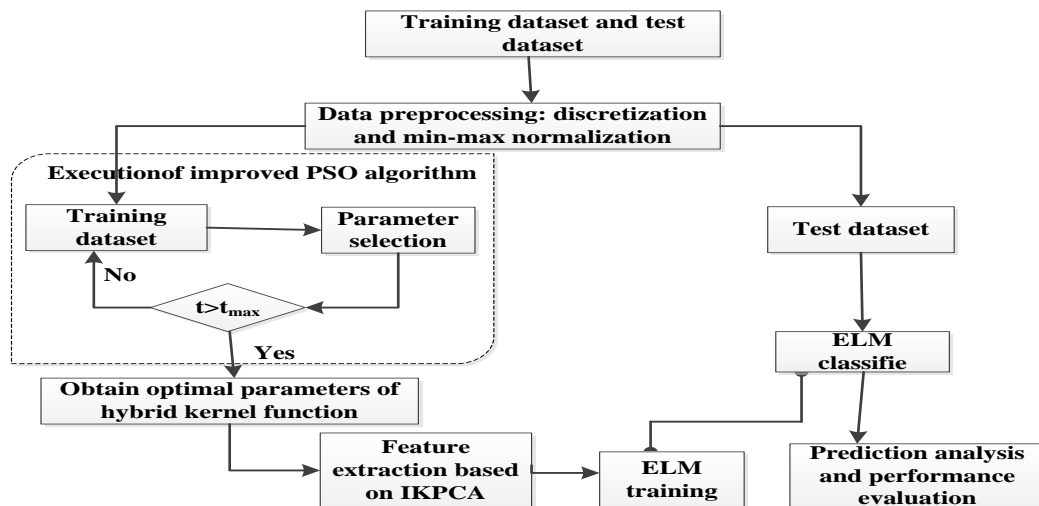 Training dataset and test
dataset
Data preprocessing: discretization
and min-max normalization
Executionof improved PSO algorithm
Training
dataset
Parameter
selection
Test dataset
No
t>tmax
Yes
ELM
classifie
Obtain optimal parameters of
hybrid kernel function
Feature
extraction based
on IKPCA
ELM
training
Prediction analysis
and performance
evaluation